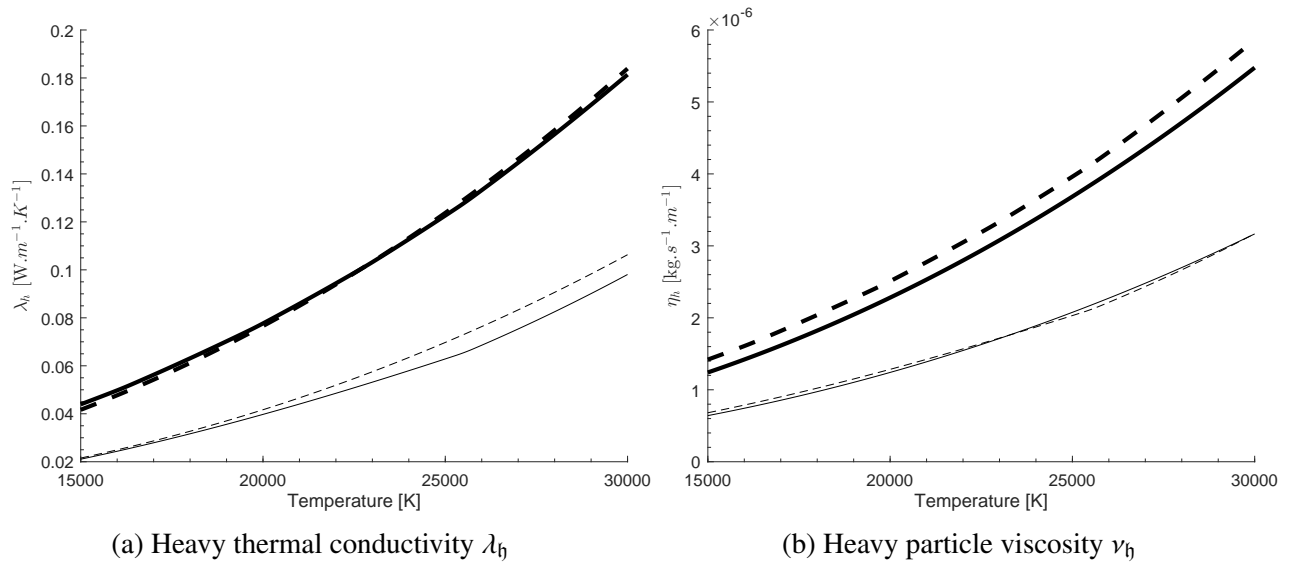 0.2
0.18
0.16
0.14
0.12
0.1
0.08
0.06
0.04
0.02
λₕ [W.m⁻¹.K⁻¹]
15000 20000 25000 30000
Temperature [K]
(a) Heavy thermal conductivity λ𝔥
×10⁻⁶
6
5
4
3
2
1
0
ηₕ [kg.s⁻¹.m⁻¹]
15000 20000 25000 30000
Temperature [K]
(b) Heavy particle viscosity ν𝔥